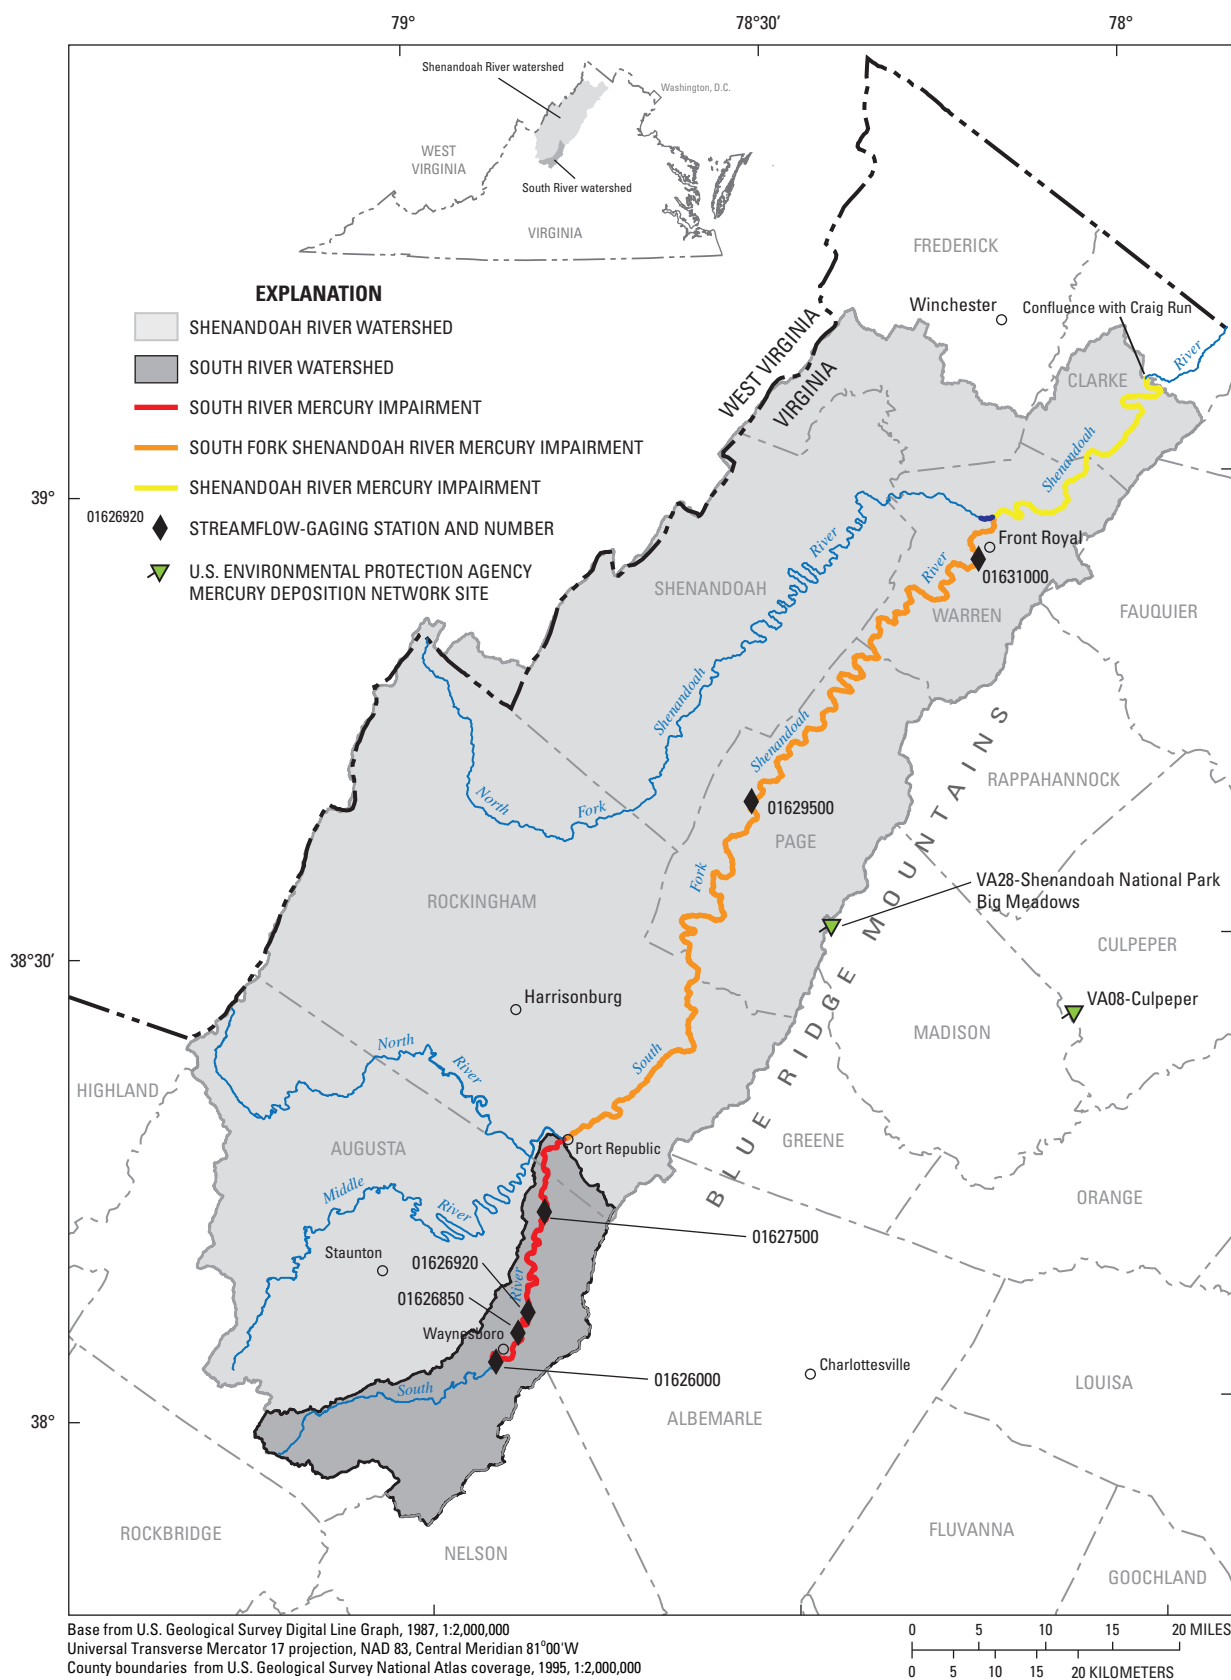 79°
78°30′
78°
Shenandoah River watershed
Washington, D.C.
WEST
VIRGINIA
South River watershed
VIRGINIA
FREDERICK
Winchester
Confluence with Craig Run
River
EXPLANATION
SHENANDOAH RIVER WATERSHED
SOUTH RIVER WATERSHED
SOUTH RIVER MERCURY IMPAIRMENT
SOUTH FORK SHENANDOAH RIVER MERCURY IMPAIRMENT
SHENANDOAH RIVER MERCURY IMPAIRMENT
01626920
STREAMFLOW-GAGING STATION AND NUMBER
U.S. ENVIRONMENTAL PROTECTION AGENCY
MERCURY DEPOSITION NETWORK SITE
WEST VIRGINIA
VIRGINIA
CLARKE
Shenandoah
39°
River
Front Royal
River
01631000
SHENANDOAH
WARREN
FAUQUIER
Shenandoah
Shenandoah
RAPPAHANNOCK
North
Fork
01629500
PAGE
Fork
VA28-Shenandoah National Park
Big Meadows
ROCKINGHAM
CULPEPER
38°30′
Harrisonburg
VA08-Culpeper
MADISON
BLUE RIDGE MOUNTAINS
North
River
South
HIGHLAND
AUGUSTA
Port Republic
GREENE
Middle
River
ORANGE
Staunton
01626920
01627500
River
01626850
Waynesboro
Charlottesville
01626000
South
LOUISA
38°
ALBEMARLE
ROCKBRIDGE
NELSON
FLUVANNA
GOOCHLAND
Base from U.S. Geological Survey Digital Line Graph, 1987, 1:2,000,000
Universal Transverse Mercator 17 projection, NAD 83, Central Meridian 81°00'W
County boundaries from U.S. Geological Survey National Atlas coverage, 1995, 1:2,000,000
0 5 10 15 20 MILES
0 5 10 15 20 KILOMETERS